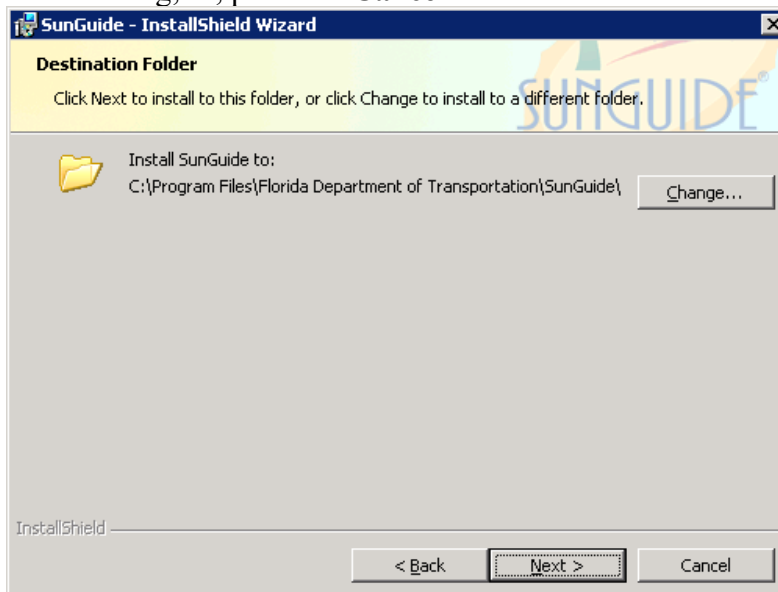 SunGuide - InstallShield Wizard
Destination Folder
Click Next to install to this folder, or click Change to install to a different folder.
SUNGUIDE®
Install SunGuide to:
C:\Program Files\Florida Department of Transportation\SunGuide\
Change...
InstallShield
< Back
Next >
Cancel